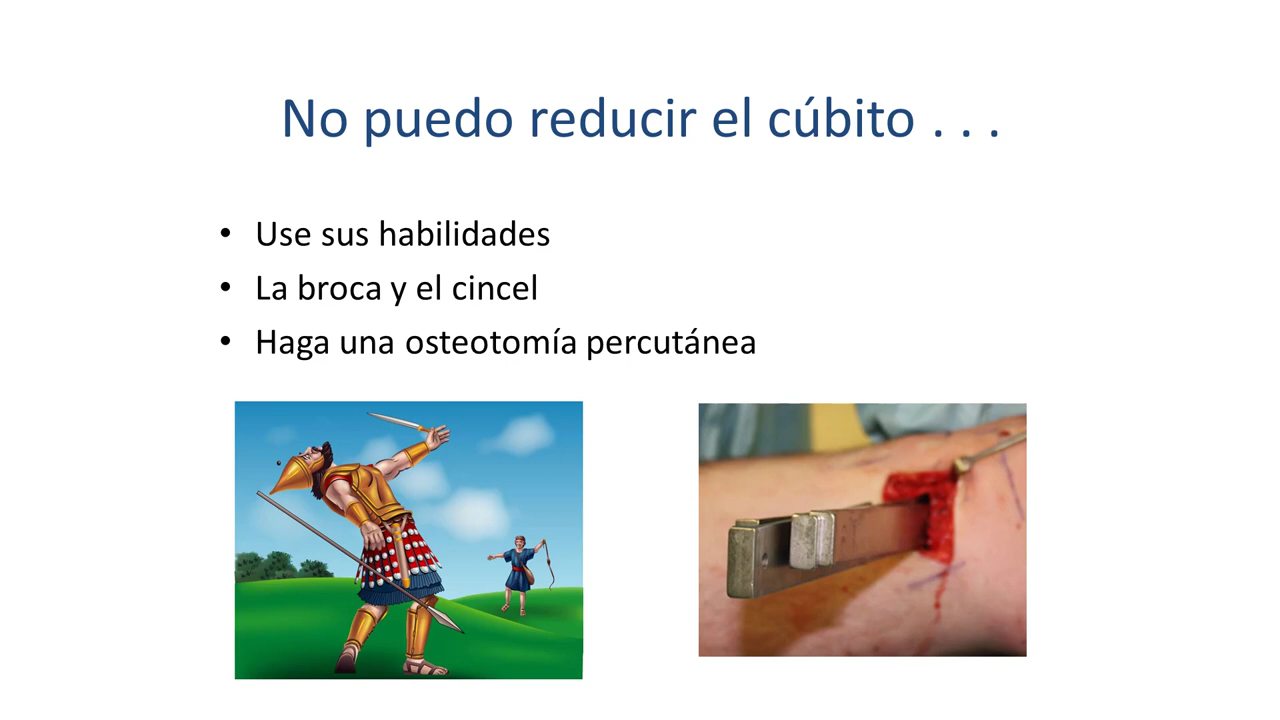 No puedo reducir el cúbito . . .
• Use sus habilidades
• La broca y el cincel
• Haga una osteotomía percutánea